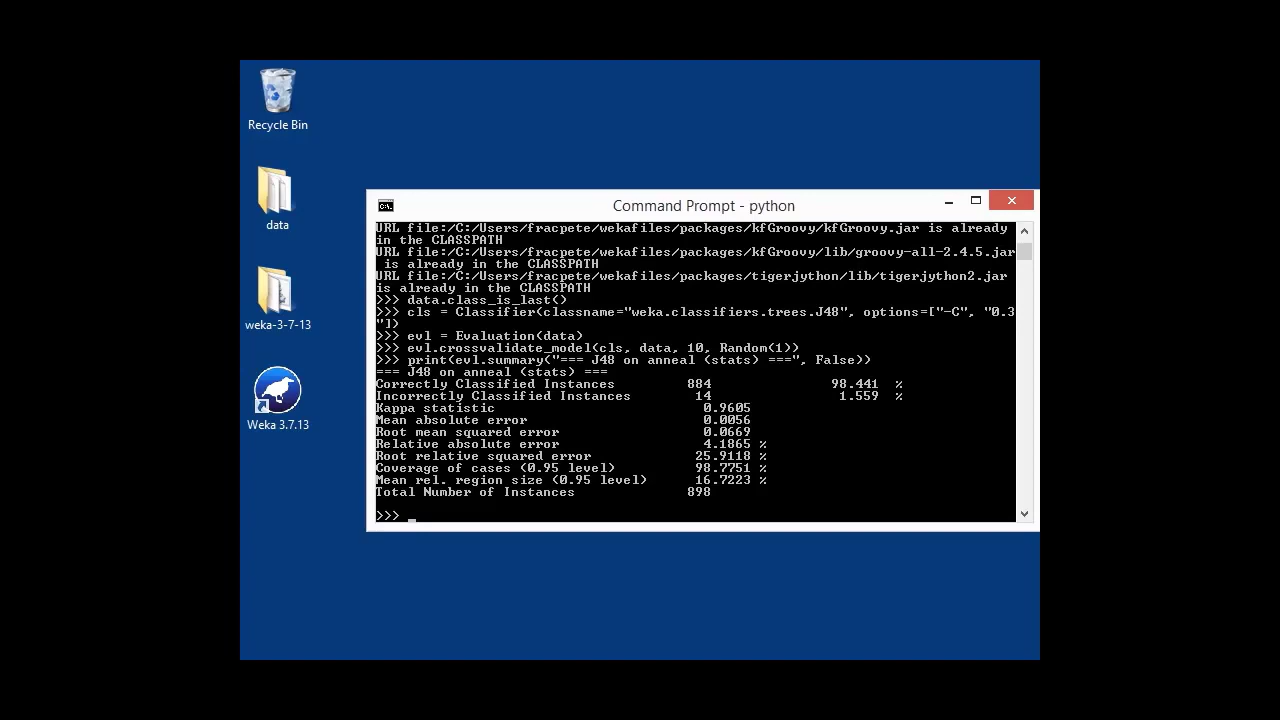 Recycle Bin
data
weka-3-7-13
Weka 3.7.13
Command Prompt - python
URL file:/C:/Users/fracpete/wekafiles/packages/kfGroovy/kfGroovy.jar is already
in the CLASSPATH
URL file:/C:/Users/fracpete/wekafiles/packages/kfGroovy/lib/groovy-all-2.4.5.jar
 is already in the CLASSPATH
URL file:/C:/Users/fracpete/wekafiles/packages/tigerjython/lib/tigerjython2.jar
is already in the CLASSPATH
>>> data.class_is_last()
>>> cls = Classifier(classname="weka.classifiers.trees.J48", options=["-C", "0.3
"])
>>> evl = Evaluation(data)
>>> evl.crossvalidate_model(cls, data, 10, Random(1))
>>> print(evl.summary("=== J48 on anneal (stats) ===", False))
=== J48 on anneal (stats) ===
Correctly Classified Instances 884 98.441 %
Incorrectly Classified Instances 14 1.559 %
Kappa statistic 0.9605
Mean absolute error 0.0056
Root mean squared error 0.0669
Relative absolute error 4.1865 %
Root relative squared error 25.9118 %
Coverage of cases (0.95 level) 98.7751 %
Mean rel. region size (0.95 level) 16.7223 %
Total Number of Instances 898
>>> _